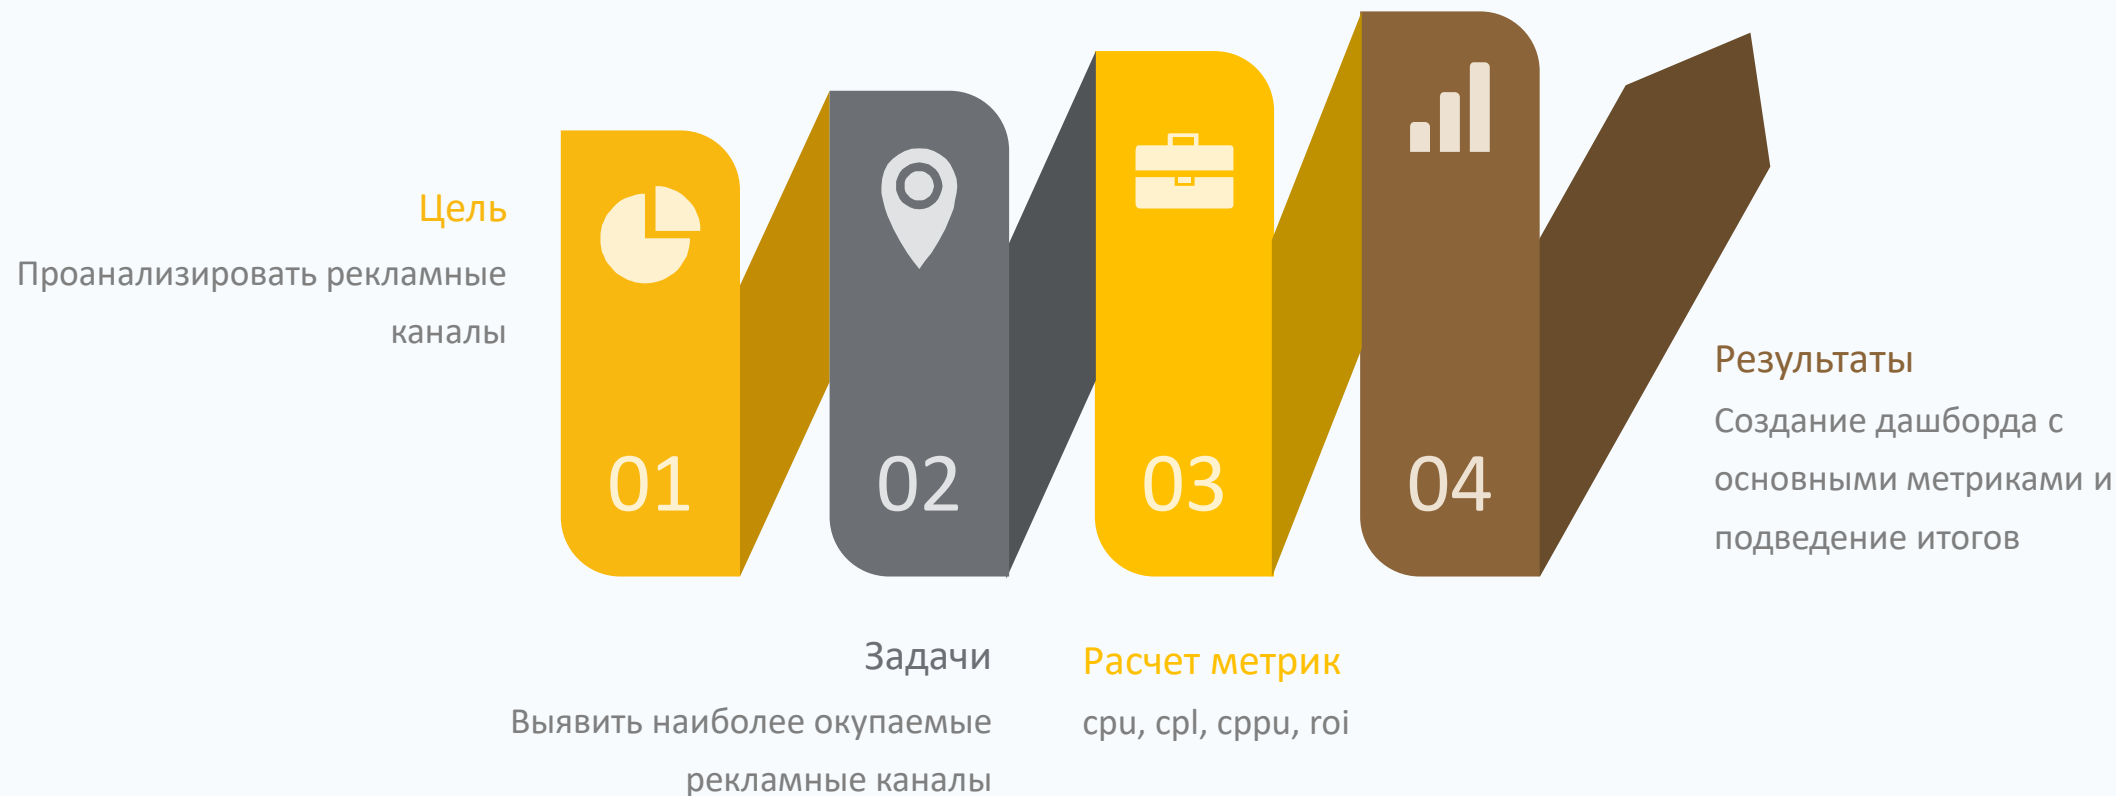 Цель
Проанализировать рекламные
каналы
01
02
03
04
Задачи
Выявить наиболее окупаемые
рекламные каналы
Расчет метрик
cpu, cpl, cppu, roi
Результаты
Создание дашборда с
основными метриками и
подведение итогов